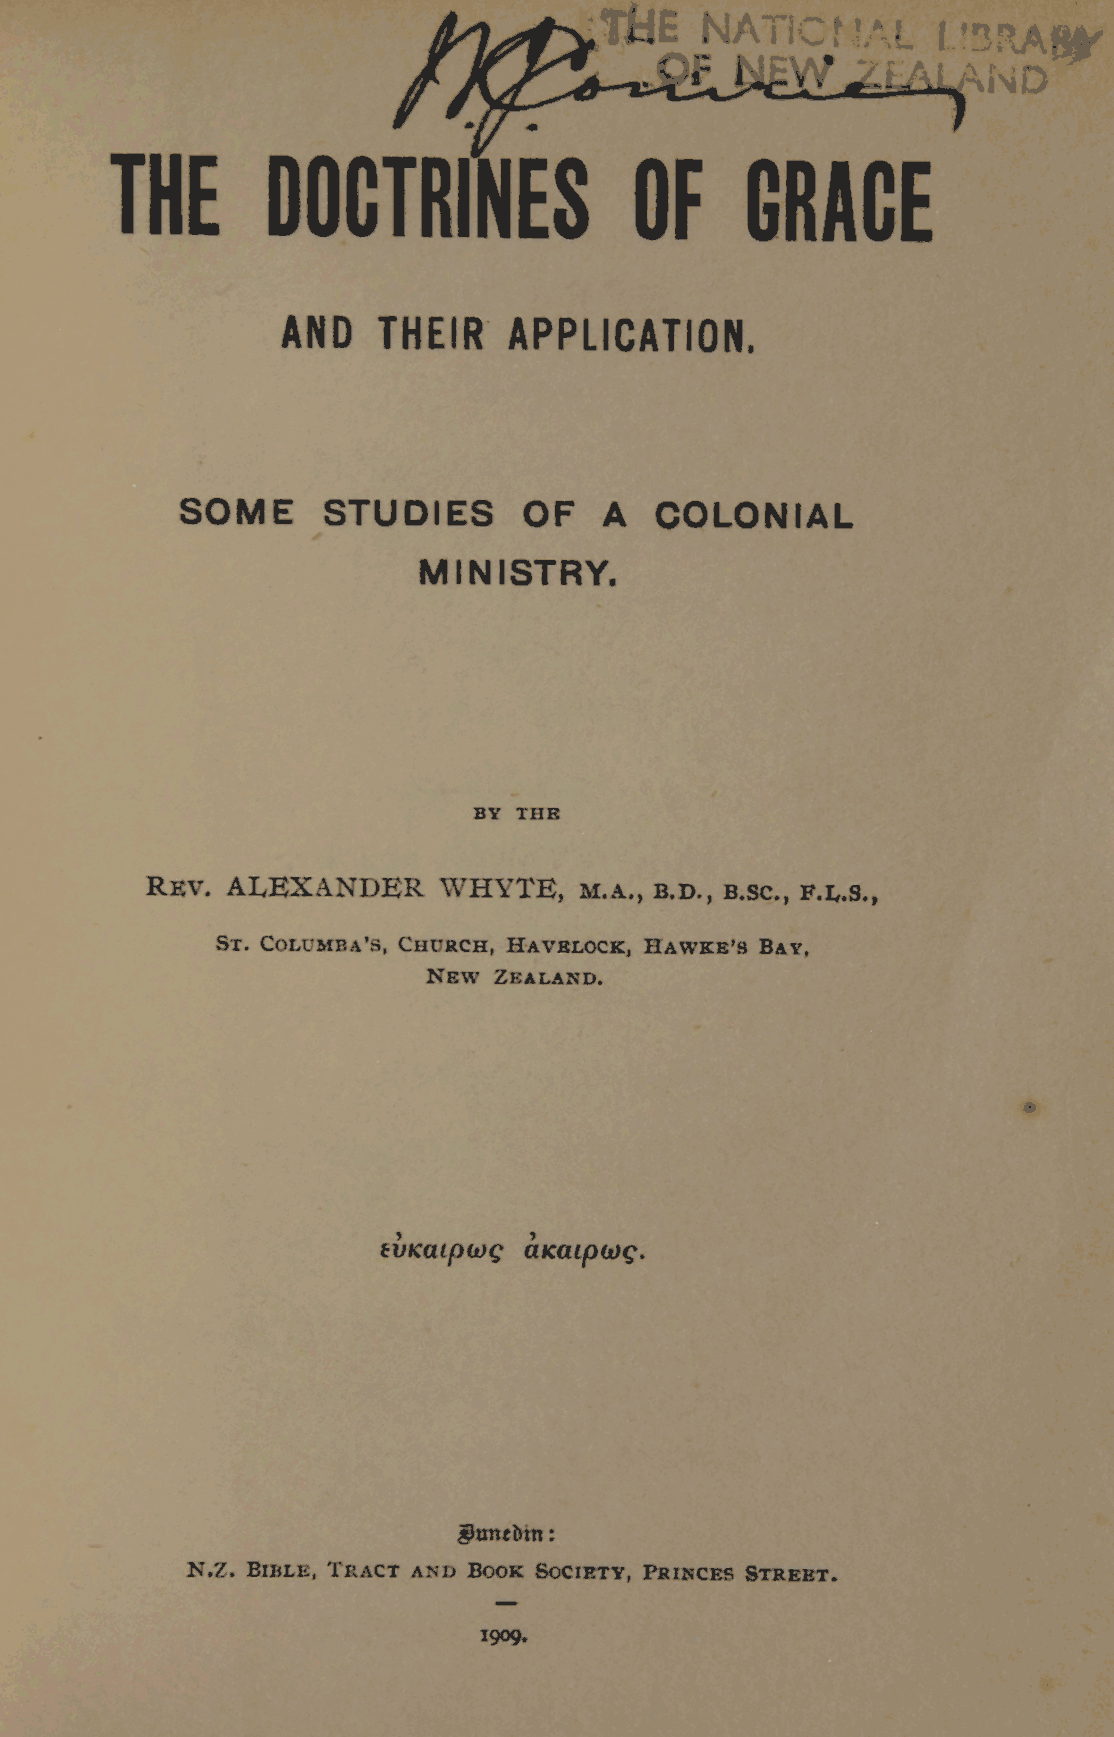 THE NATIONAL LIBRARY
OF NEW ZEALAND
THE DOCTRINES OF GRACE
AND THEIR APPLICATION.
SOME STUDIES OF A COLONIAL
MINISTRY.
BY THE
REV. ALEXANDER WHYTE, M.A., B.D., B.SC., F.L.S.,
ST. COLUMBA'S, CHURCH, HAVELOCK, HAWKE'S BAY,
NEW ZEALAND.
εὐκαιρως ἀκαιρως.
Dunedin:
N.Z. BIBLE, TRACT AND BOOK SOCIETY, PRINCES STREET.
1909.